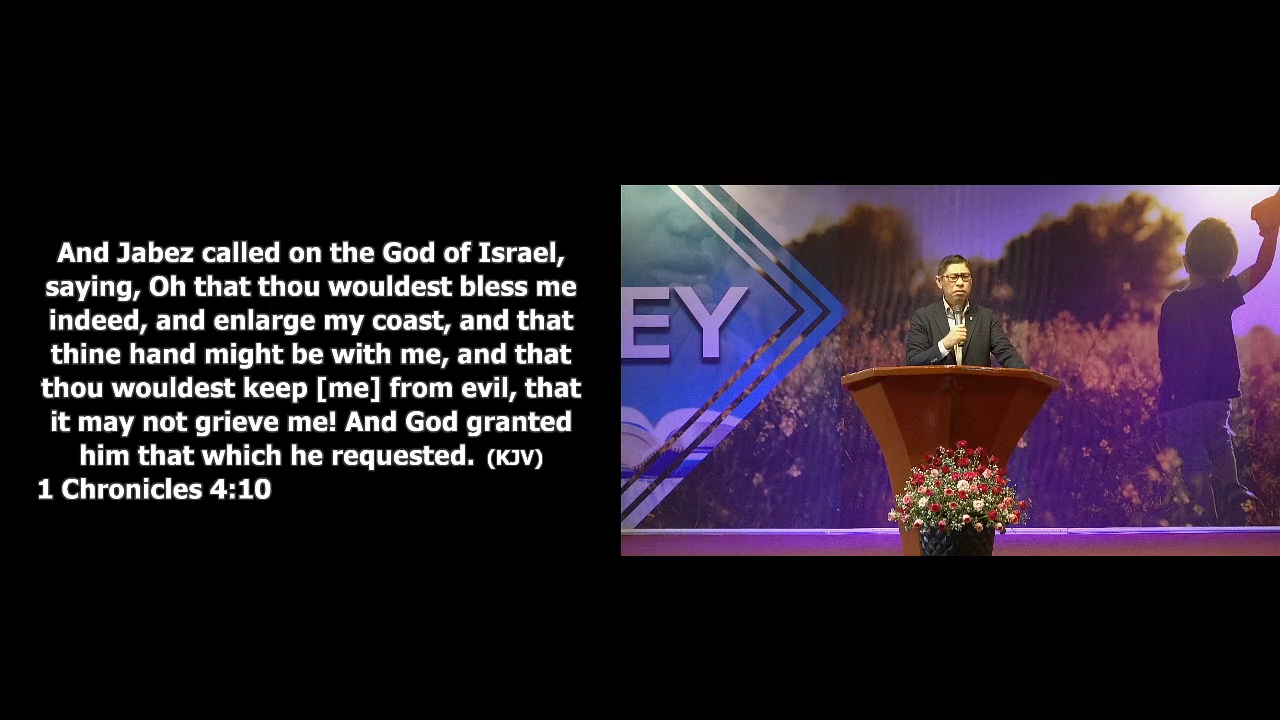 And Jabez called on the God of Israel,
saying, Oh that thou wouldest bless me
indeed, and enlarge my coast, and that
thine hand might be with me, and that
thou wouldest keep [me] from evil, that
it may not grieve me! And God granted
him that which he requested. (KJV)
1 Chronicles 4:10
EY